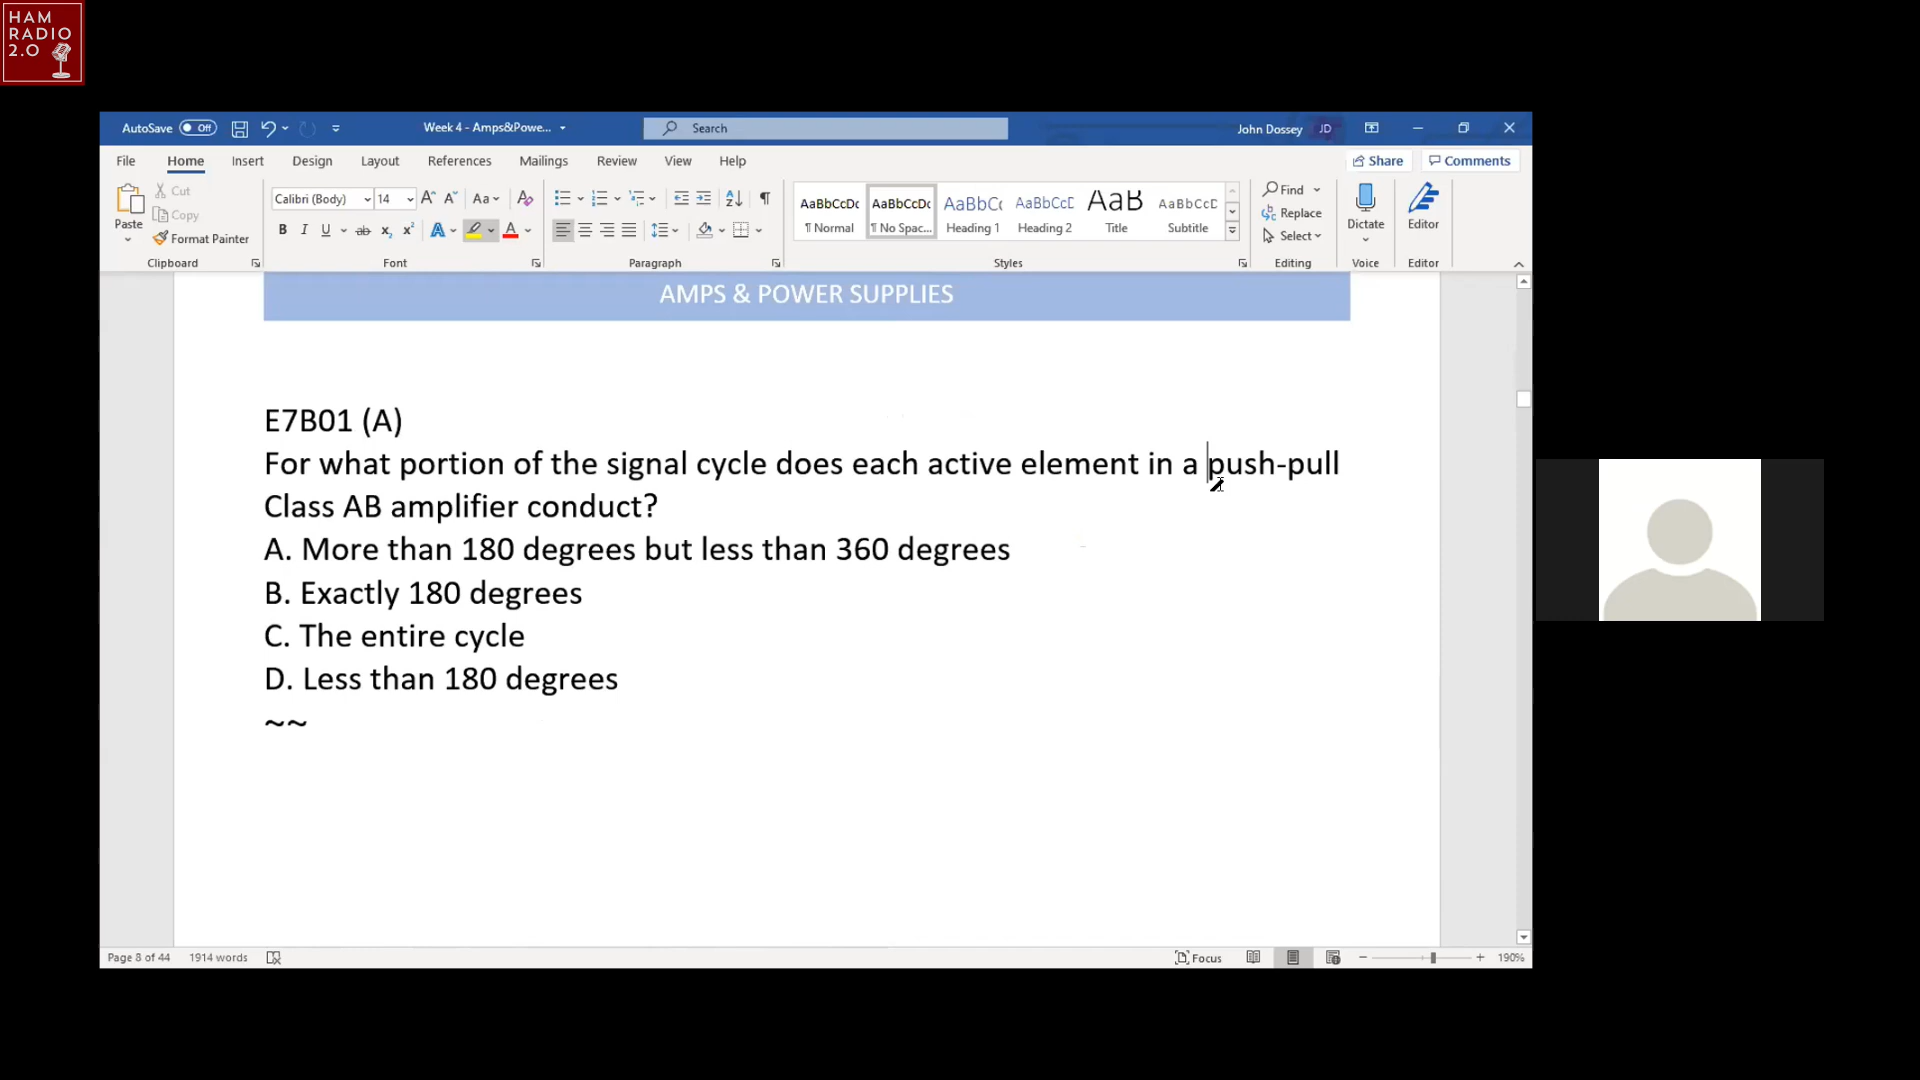 HAM
RADIO
2.0
AutoSave Off
Week 4 - Amps&Powe...
Search
John Dossey JD
File Home Insert Design Layout References Mailings Review View Help
Share Comments
Paste
Cut
Copy
Format Painter
Clipboard
Calibri (Body) 14
Font
Paragraph
AaBbCcDc AaBbCcDc AaBbC AaBbCcD AaB AaBbCcD
¶ Normal ¶ No Spac... Heading 1 Heading 2 Title Subtitle
Styles
Find
Replace
Select
Editing
Dictate
Voice
Editor
Editor
AMPS & POWER SUPPLIES
E7B01 (A)
For what portion of the signal cycle does each active element in a push-pull
Class AB amplifier conduct?
A. More than 180 degrees but less than 360 degrees
B. Exactly 180 degrees
C. The entire cycle
D. Less than 180 degrees
~~
Page 8 of 44 1914 words
Focus
190%